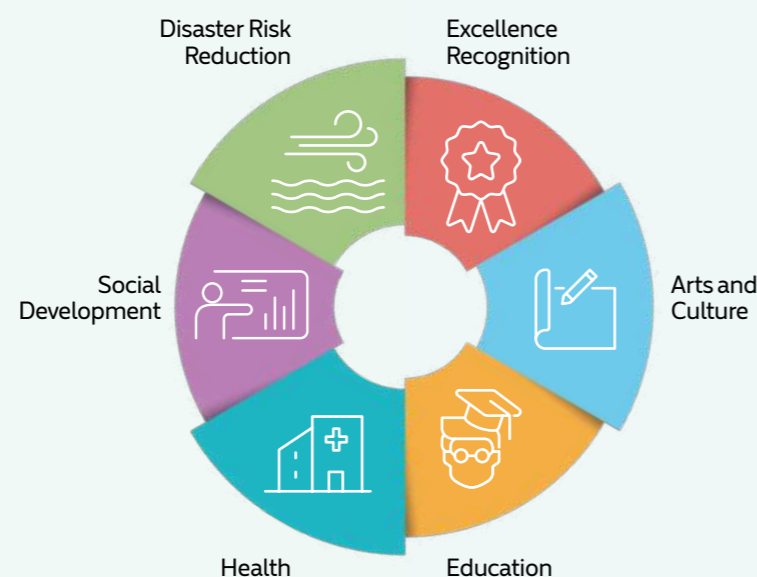 Disaster Risk
Reduction
Excellence
Recognition
Social
Development
Arts and
Culture
Health
Education